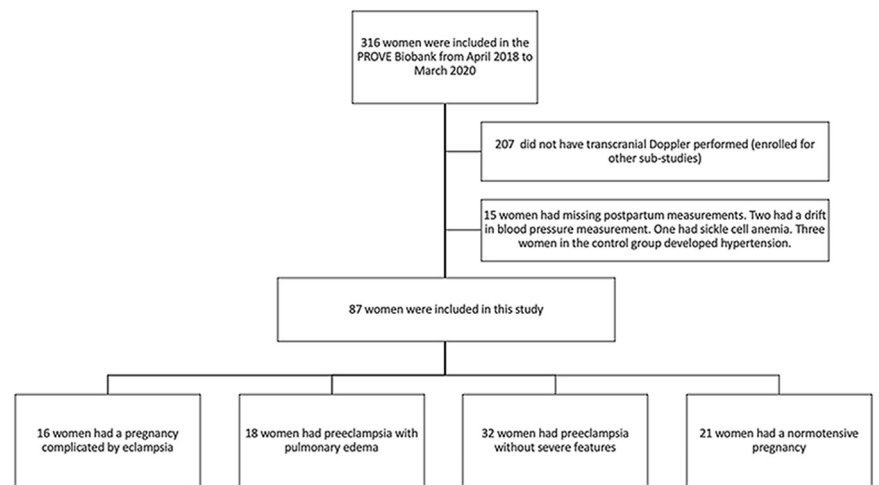 316 women were included in the
PROVE Biobank from April 2018 to
March 2020
207 did not have transcranial Doppler performed (enrolled for
other sub-studies)
15 women had missing postpartum measurements. Two had a drift
in blood pressure measurement. One had sickle cell anemia. Three
women in the control group developed hypertension.
87 women were included in this study
16 women had a pregnancy
complicated by eclampsia
18 women had preeclampsia with
pulmonary edema
32 women had preeclampsia
without severe features
21 women had a normotensive
pregnancy